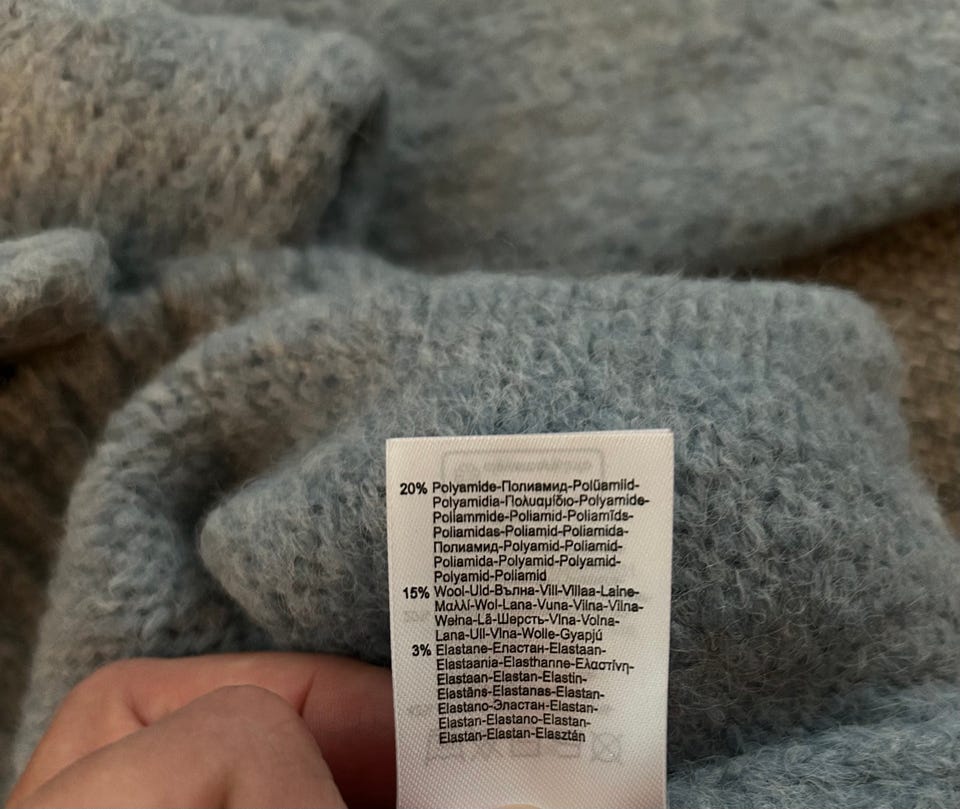 20% Polyamide-Полиамид-Polüamiid-
Polyamidia-Πολυαμίδιο-Polyamide-
Poliammide-Poliamid-Poliamīds-
Poliamidas-Poliamid-Poliamida-
Полиамид-Polyamid-Poliamid-
Poliamida-Polyamid-Polyamid-
Polyamid-Poliamid
15% Wool-Uld-Вълна-Vill-Villaa-Laine-
Μαλλί-Wol-Lana-Vuna-Vilna-Vilna-
Wełna-Lã-Шерсть-Vlna-Volna-
Lana-Ull-Vlna-Wolle-Gyapjú
3% Elastane-Еластан-Elastaan-
Elastaania-Elasthanne-Ελαστίνη-
Elastaan-Elastan-Elastin-
Elastāns-Elastanas-Elastan-
Elastano-Эластан-Elastan-
Elastan-Elastano-Elastan-
Elastan-Elastan-Elasztán